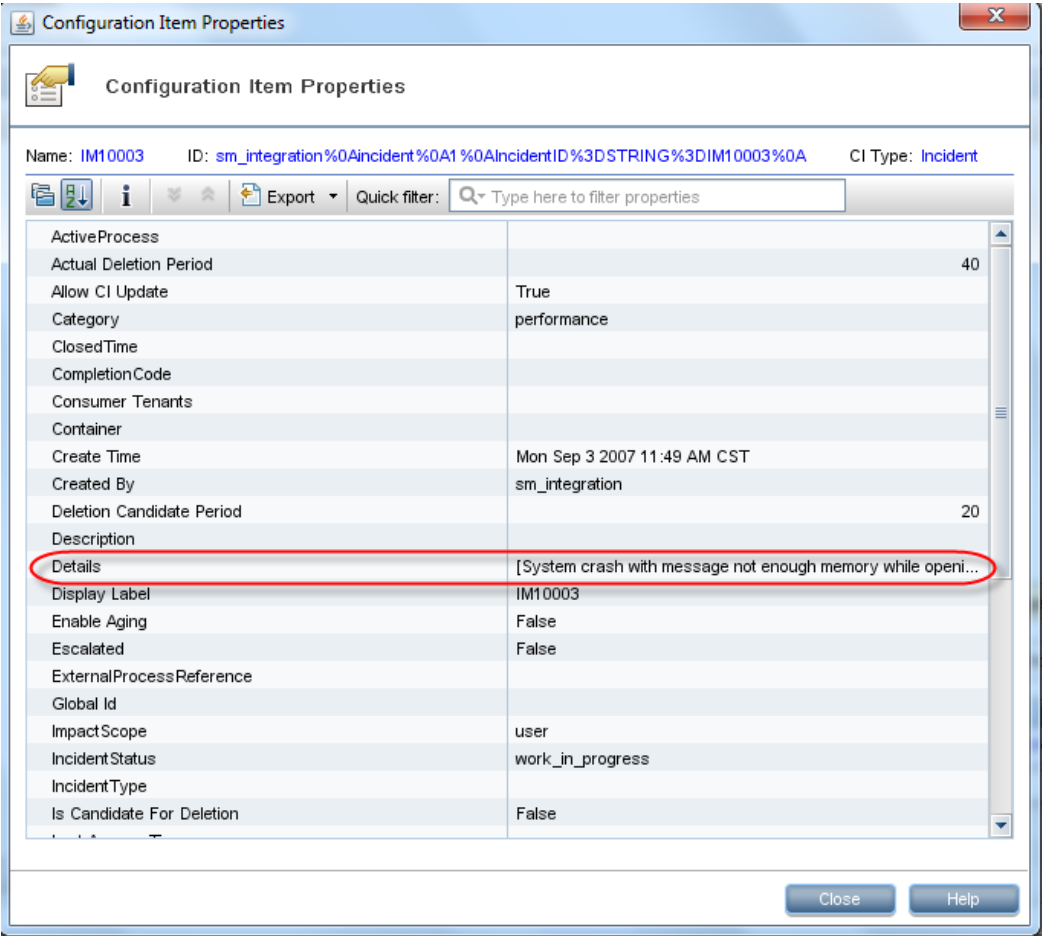 Configuration Item Properties
Configuration Item Properties
Name: IM10003 ID: sm_integration%0Aincident%0A1%0AIncidentID%3DSTRING%3DIM10003%0A CI Type: Incident
Export Quick filter: Type here to filter properties
ActiveProcess
Actual Deletion Period 40
Allow CI Update True
Category performance
ClosedTime
CompletionCode
Consumer Tenants
Container
Create Time Mon Sep 3 2007 11:49 AM CST
Created By sm_integration
Deletion Candidate Period 20
Description
Details [System crash with message not enough memory while openi...
Display Label IM10003
Enable Aging False
Escalated False
ExternalProcessReference
Global Id
ImpactScope user
IncidentStatus work_in_progress
IncidentType
Is Candidate For Deletion False
Close Help